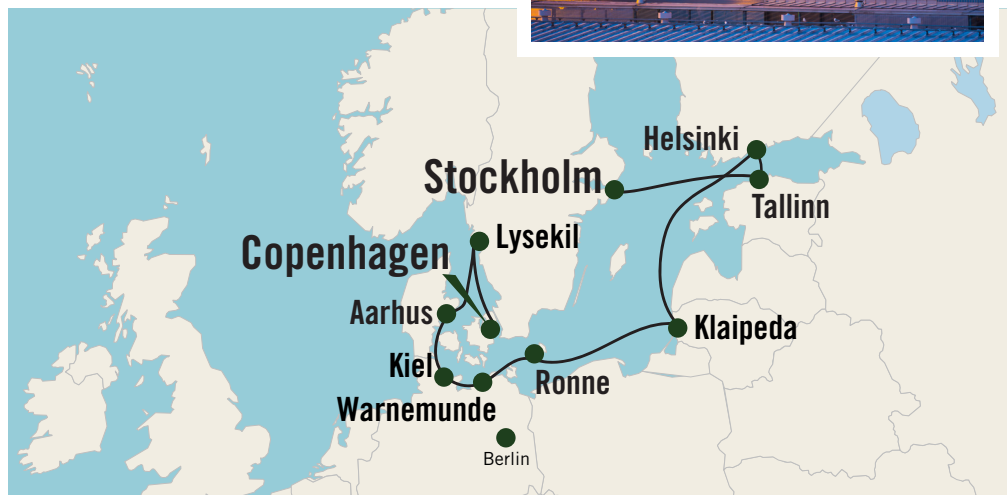 Helsinki
Stockholm
Tallinn
Lysekil
Copenhagen
Aarhus
Klaipeda
Kiel
Ronne
Warnemunde
Berlin